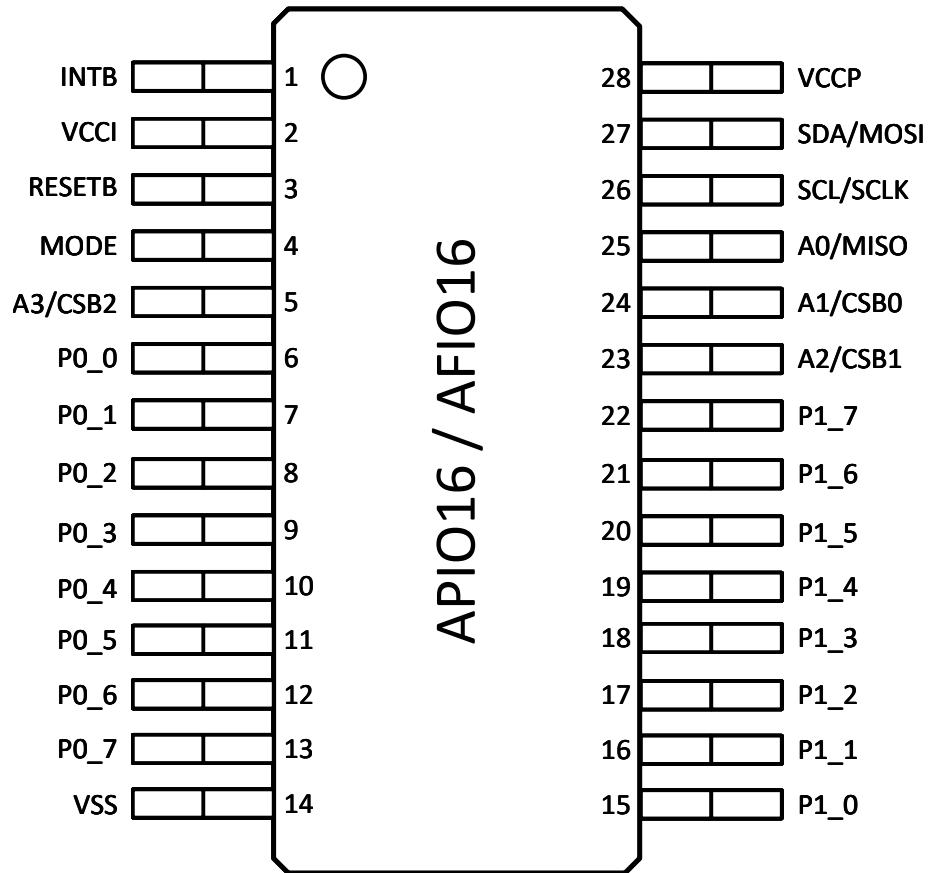 INTB 1 28 VCCP
VCCI 2 27 SDA/MOSI
RESETB 3 26 SCL/SCLK
MODE 4 25 A0/MISO
A3/CSB2 5 24 A1/CSB0
P0_0 6 23 A2/CSB1
P0_1 7 22 P1_7
P0_2 8 21 P1_6
P0_3 9 20 P1_5
P0_4 10 19 P1_4
P0_5 11 18 P1_3
P0_6 12 17 P1_2
P0_7 13 16 P1_1
VSS 14 15 P1_0
APIO16 / AFIO16